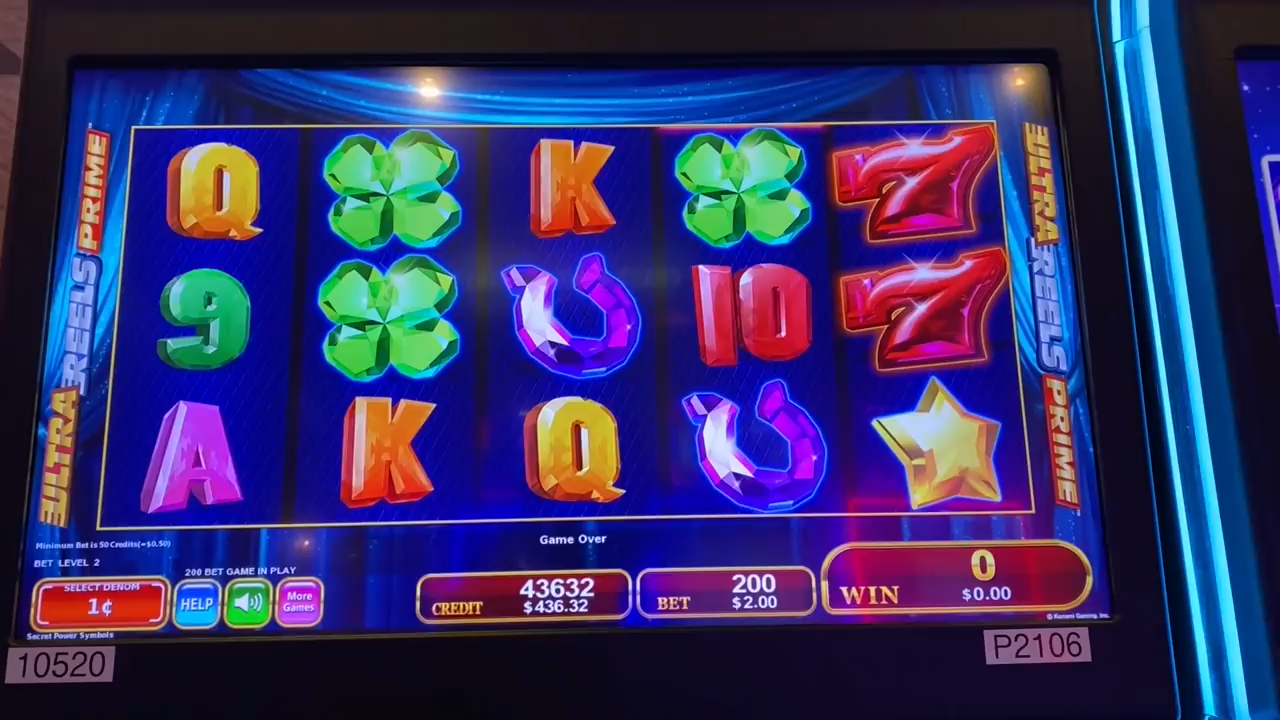 ULTRA REELS PRIME
ULTRA REELS PRIME
Q K 7
9 10 7
A K Q
Game Over
Minimum Bet is 50 Credits(=$0.50)
BET LEVEL 2
200 BET GAME IN PLAY
SELECT DENOM
1¢
HELP
More
Games
CREDIT
43632
$436.32
BET
200
$2.00
WIN
0
$0.00
© Konami Gaming, Inc.
Secret Power Symbols
10520
P2106